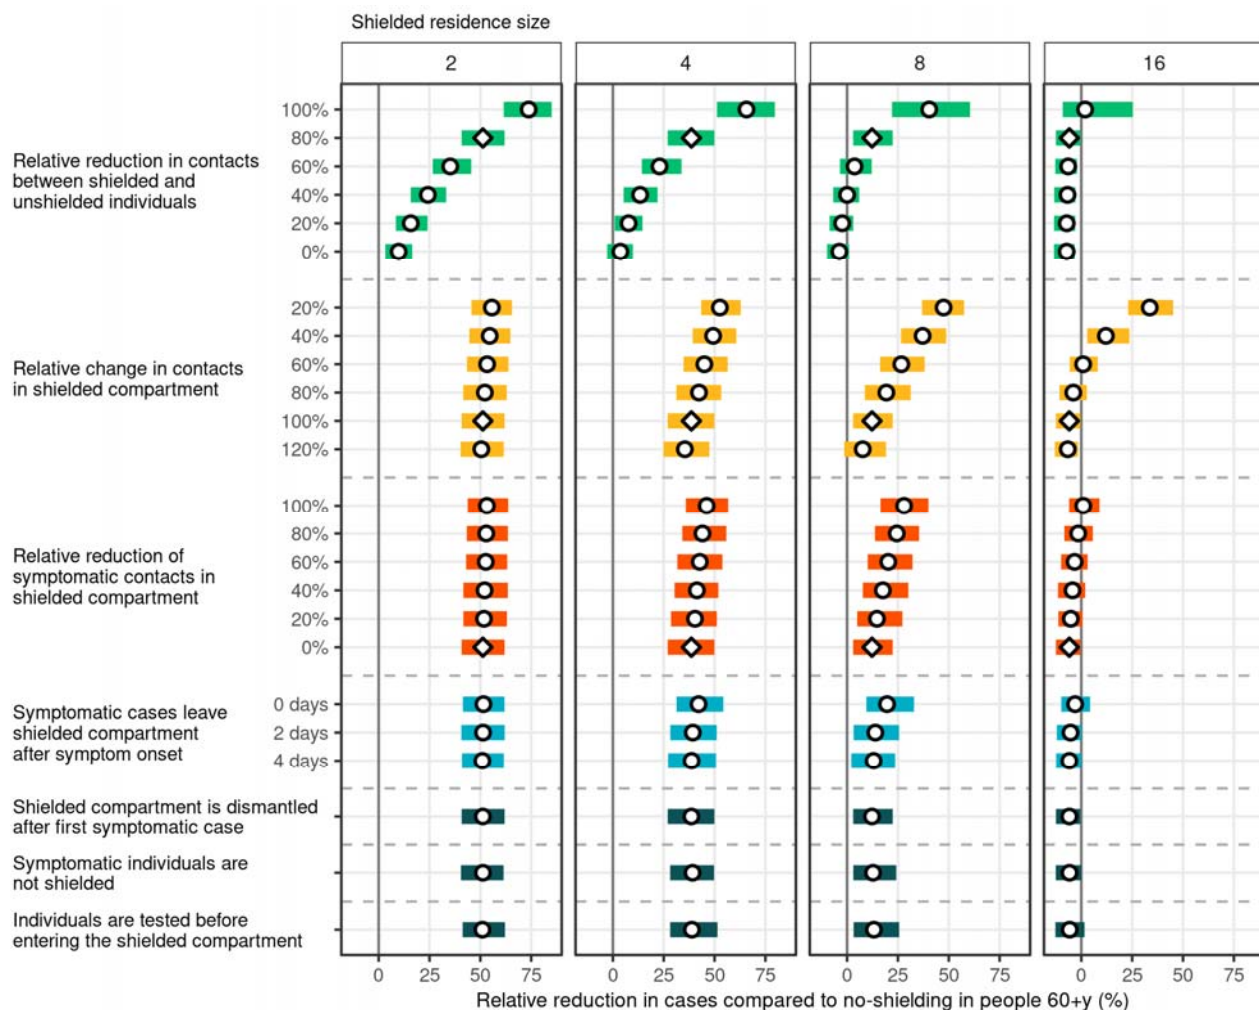 Shielded residence size
2 4 8 16
Relative reduction in contacts
between shielded and
unshielded individuals
100%
80%
60%
40%
20%
0%
Relative change in contacts
in shielded compartment
20%
40%
60%
80%
100%
120%
Relative reduction of
symptomatic contacts in
shielded compartment
100%
80%
60%
40%
20%
0%
Symptomatic cases leave
shielded compartment
after symptom onset
0 days
2 days
4 days
Shielded compartment is dismantled
after first symptomatic case
Symptomatic individuals are
not shielded
Individuals are tested before
entering the shielded compartment
0 25 50 75 0 25 50 75 0 25 50 75 0 25 50 75
Relative reduction in cases compared to no-shielding in people 60+y (%)